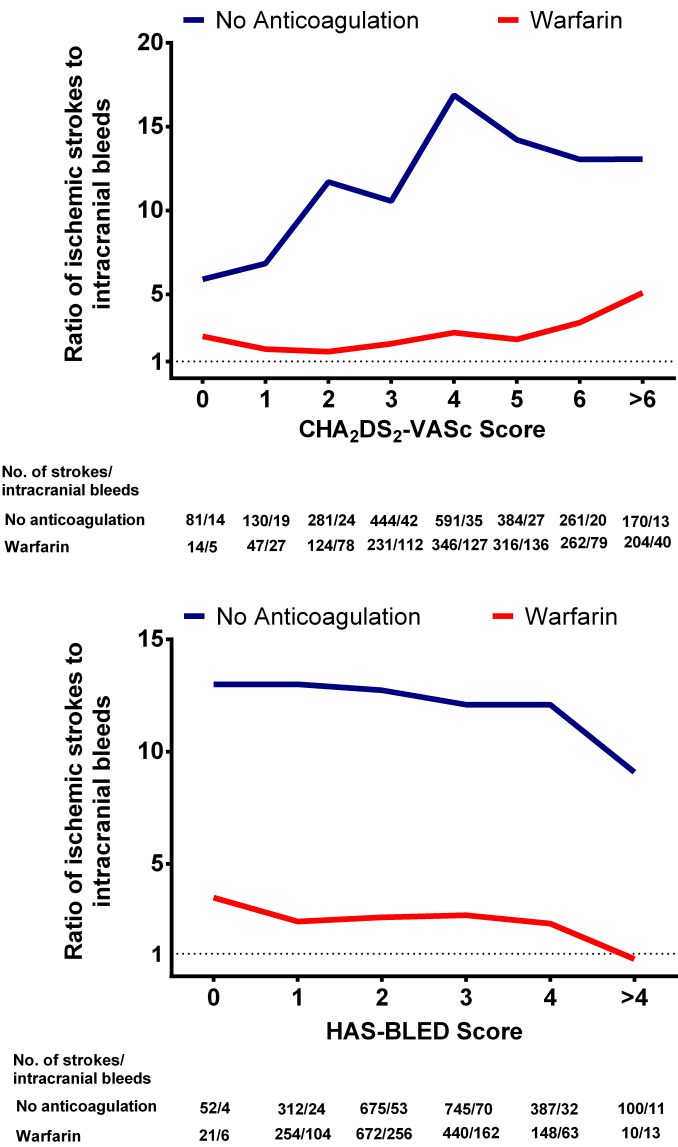 No Anticoagulation Warfarin
Ratio of ischemic strokes to
intracranial bleeds
20
15
10
5
1
0 1 2 3 4 5 6 >6
CHA₂DS₂-VASc Score
No. of strokes/
intracranial bleeds
No anticoagulation 81/14 130/19 281/24 444/42 591/35 384/27 261/20 170/13
Warfarin 14/5 47/27 124/78 231/112 346/127 316/136 262/79 204/40
No Anticoagulation Warfarin
Ratio of ischemic strokes to
intracranial bleeds
15
10
5
1
0 1 2 3 4 >4
HAS-BLED Score
No. of strokes/
intracranial bleeds
No anticoagulation 52/4 312/24 675/53 745/70 387/32 100/11
Warfarin 21/6 254/104 672/256 440/162 148/63 10/13